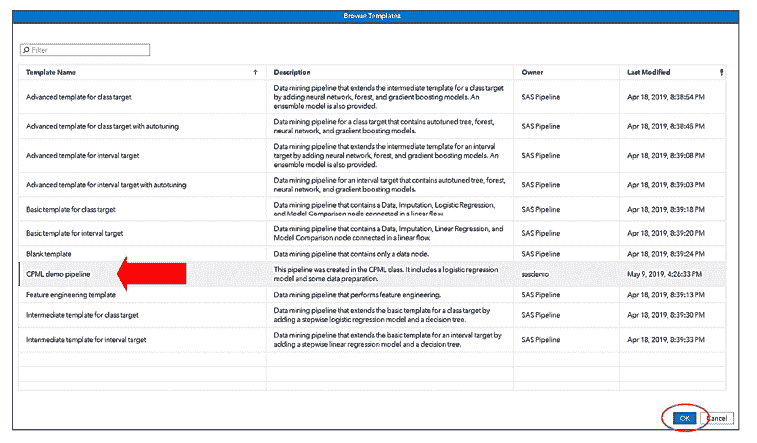 Browse Templates
Filter
Template Name ↑ Description Owner Last Modified
Advanced template for class target
Data mining pipeline that extends the intermediate template for a class target
by adding neural network, forest, and gradient boosting models. An
ensemble model is also provided.
SAS Pipeline
Apr 18, 2019, 8:38:54 PM
Advanced template for class target with autotuning
Data mining pipeline for a class target that contains autotuned tree, forest,
neural network, and gradient boosting models.
SAS Pipeline
Apr 18, 2019, 8:38:45 PM
Advanced template for interval target
Data mining pipeline that extends the intermediate template for an interval
target by adding neural network, forest, and gradient boosting models. An
ensemble model is also provided.
SAS Pipeline
Apr 18, 2019, 8:39:08 PM
Advanced template for interval target with autotuning
Data mining pipeline for an interval target that contains autotuned tree, forest,
neural network, and gradient boosting models.
SAS Pipeline
Apr 18, 2019, 8:39:03 PM
Basic template for class target
Data mining pipeline that contains a Data, Imputation, Logistic Regression,
and Model Comparison node connected in a linear flow.
SAS Pipeline
Apr 18, 2019, 8:39:18 PM
Basic template for interval target
Data mining pipeline that contains a Data, Imputation, Linear Regression, and
Model Comparison node connected in a linear flow.
SAS Pipeline
Apr 18, 2019, 8:39:20 PM
Blank template
Data mining pipeline that contains only a data node.
SAS Pipeline
Apr 18, 2019, 8:39:24 PM
CPML demo pipeline
This pipeline was created in the CPML class. It includes a logistic regression
model and some data preparation.
sasdemo
May 9, 2019, 4:26:33 PM
Feature engineering template
Data mining pipeline that performs feature engineering.
SAS Pipeline
Apr 18, 2019, 8:39:13 PM
Intermediate template for class target
Data mining pipeline that extends the basic template for a class target by
adding a stepwise logistic regression model and a decision tree.
SAS Pipeline
Apr 18, 2019, 8:39:30 PM
Intermediate template for interval target
Data mining pipeline that extends the basic template for an interval target by
adding a stepwise linear regression model and a decision tree.
SAS Pipeline
Apr 18, 2019, 8:39:33 PM
OK Cancel